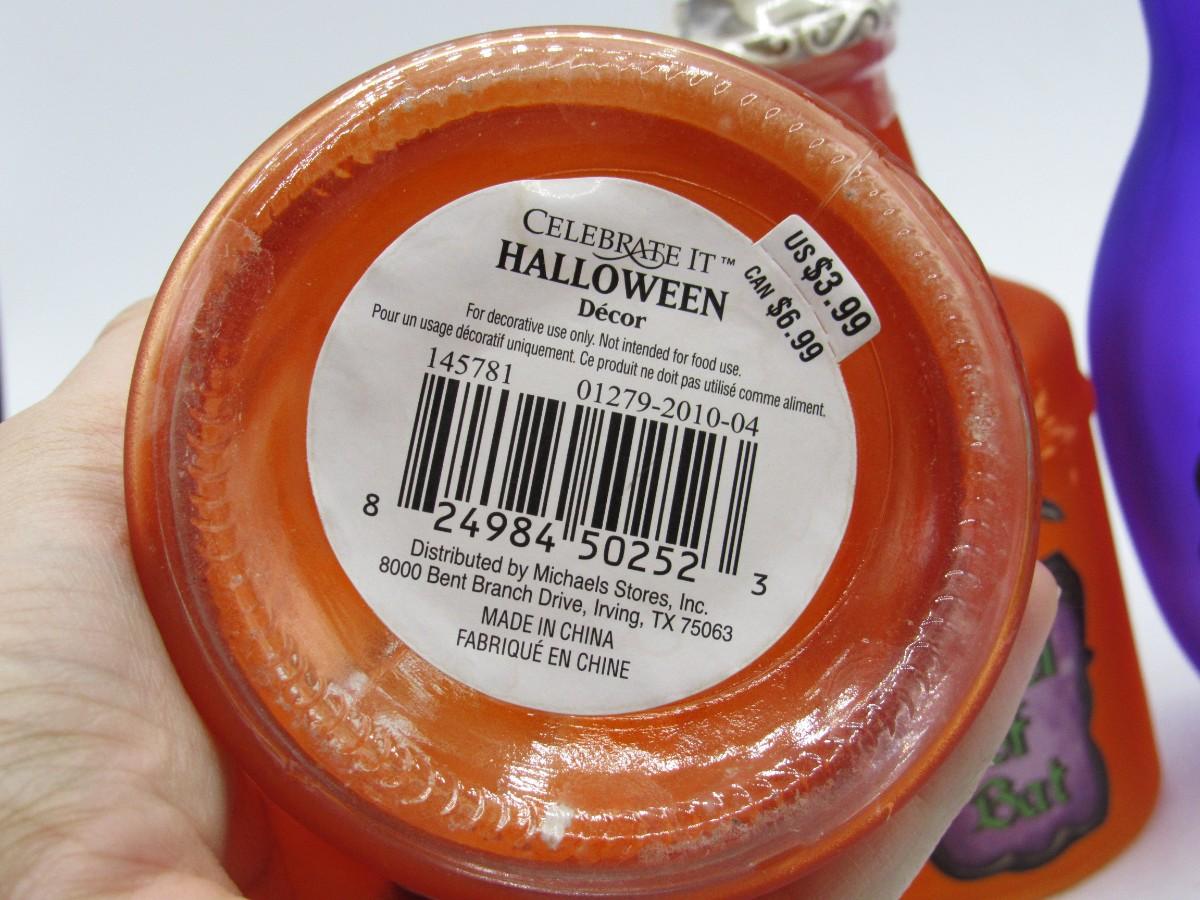 CELEBRATE IT™
HALLOWEEN
Décor
US $3.99
CAN $6.99
For decorative use only. Not intended for food use.
Pour un usage décoratif uniquement. Ce produit ne doit pas utilisé comme aliment.
145781 01279-2010-04
8 24984 50252 3
Distributed by Michaels Stores, Inc.
8000 Bent Branch Drive, Irving, TX 75063
MADE IN CHINA
FABRIQUÉ EN CHINE
Bat